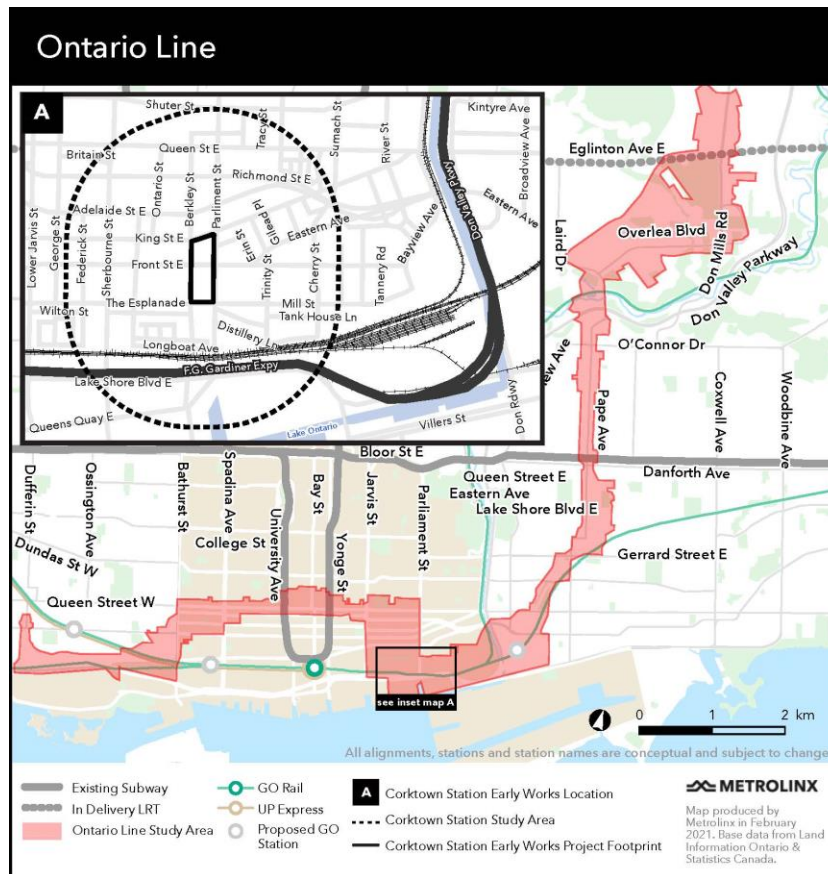 Ontario Line
A
Shuter St
Tracy St
Sumach St
River St
Kintyre Ave
Broadview Ave
Britain St
Queen St E
Ontario St
Berkley St
Parliment St
Richmond St E
Don Valley Pkwy
Eastern Ave
Lower Jarvis St
George St
Federick St
Sherbourne St
Adelaide St E
King St E
Front St E
The Esplanade
Erin St
Gilead Pl
Eastern Ave
Trinity St
Cherry St
Tannery Rd
Bayview Ave
Wilton St
Mill St
Tank House Ln
Distillery Ln
Longboat Ave
F.G. Gardiner Expy
Lake Shore Blvd E
Queens Quay E
Lake Ontario
Villers St
Don Rdwy
Eglinton Ave E
Laird Dr
Overlea Blvd
Don Mills Rd
Don Valley Parkway
O'Connor Dr
view Ave
Pape Ave
Coxwell Ave
Woodbine Ave
Bloor St E
Danforth Ave
Dufferin St
Ossington Ave
Bathurst St
Spadina Ave
University Ave
Bay St
Yonge St
Jarvis St
Parliament St
Queen Street E
Eastern Ave
Lake Shore Blvd E
College St
Gerrard Street E
Dundas St W
Queen Street W
see inset map A
0 1 2 km
All alignments, stations and station names are conceptual and subject to change
Existing Subway
In Delivery LRT
Ontario Line Study Area
GO Rail
UP Express
Proposed GO
Station
A Corktown Station Early Works Location
Corktown Station Study Area
Corktown Station Early Works Project Footprint
METROLINX
Map produced by
Metrolinx in February
2021. Base data from Land
Information Ontario &
Statistics Canada.